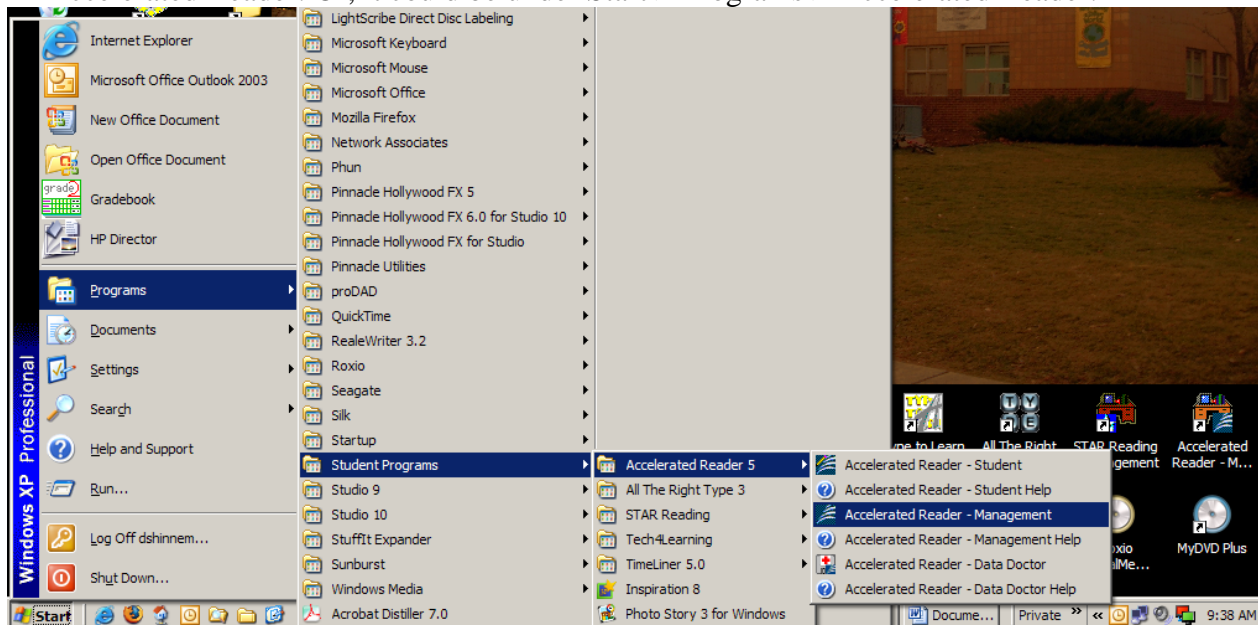 Internet Explorer
Microsoft Office Outlook 2003
New Office Document
Open Office Document
grade
Gradebook
HP Director
Programs
Documents
Settings
Search
Help and Support
Run...
Log Off dshinnem...
Shut Down...
Windows XP Professional
LightScribe Direct Disc Labeling
Microsoft Keyboard
Microsoft Mouse
Microsoft Office
Mozilla Firefox
Network Associates
Phun
Pinnacle Hollywood FX 5
Pinnacle Hollywood FX 6.0 for Studio 10
Pinnacle Hollywood FX for Studio
Pinnacle Utilities
proDAD
QuickTime
RealeWriter 3.2
Roxio
Seagate
Silk
Startup
Student Programs
Studio 9
Studio 10
StuffIt Expander
Sunburst
Windows Media
Acrobat Distiller 7.0
Accelerated Reader 5
All The Right Type 3
STAR Reading
Tech4Learning
TimeLiner 5.0
Inspiration 8
Photo Story 3 for Windows
Accelerated Reader - Student
Accelerated Reader - Student Help
Accelerated Reader - Management
Accelerated Reader - Management Help
Accelerated Reader - Data Doctor
Accelerated Reader - Data Doctor Help
to Learn
All The Right
STAR Reading
Accelerated
Reader - M...
MyDVD Plus
Start
Docume...
Private
9:38 AM